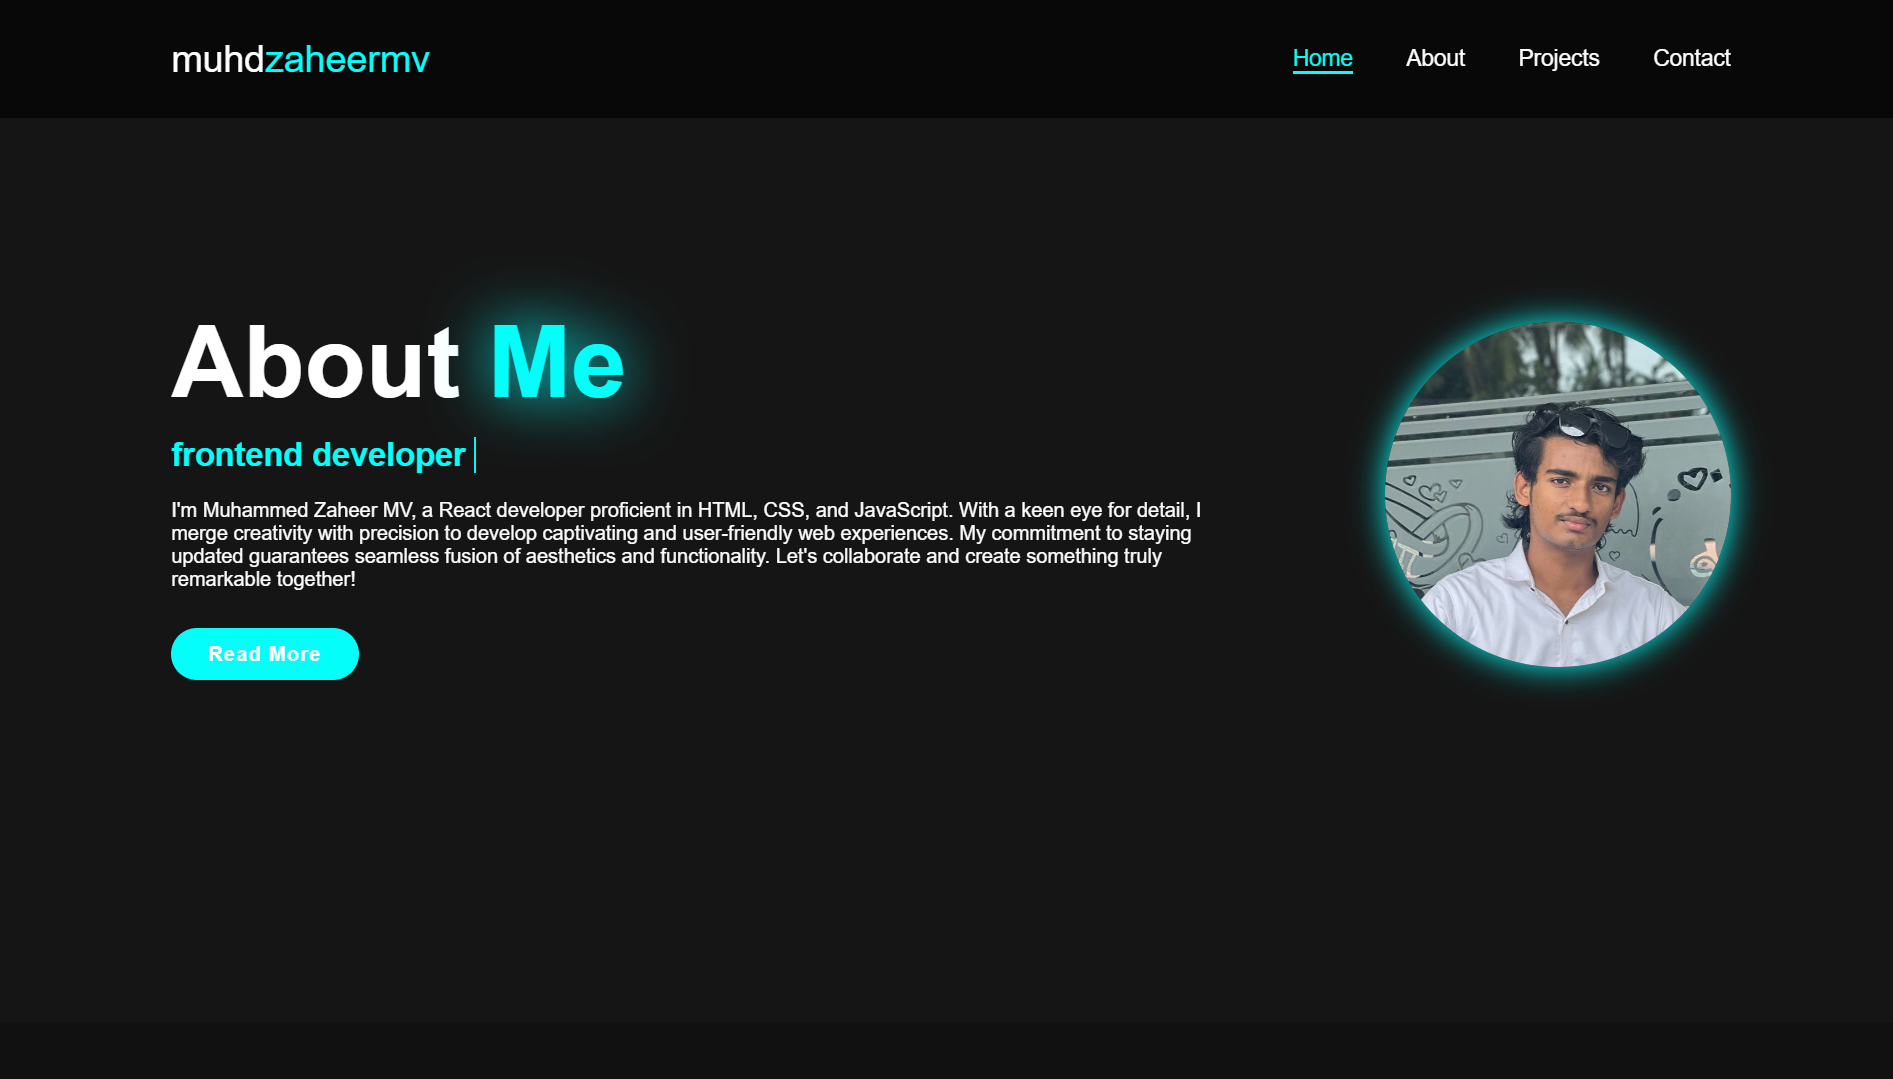 muhdzaheermv
Home About Projects Contact
About Me
frontend developer
I'm Muhammed Zaheer MV, a React developer proficient in HTML, CSS, and JavaScript. With a keen eye for detail, I
merge creativity with precision to develop captivating and user-friendly web experiences. My commitment to staying
updated guarantees seamless fusion of aesthetics and functionality. Let's collaborate and create something truly
remarkable together!
Read More